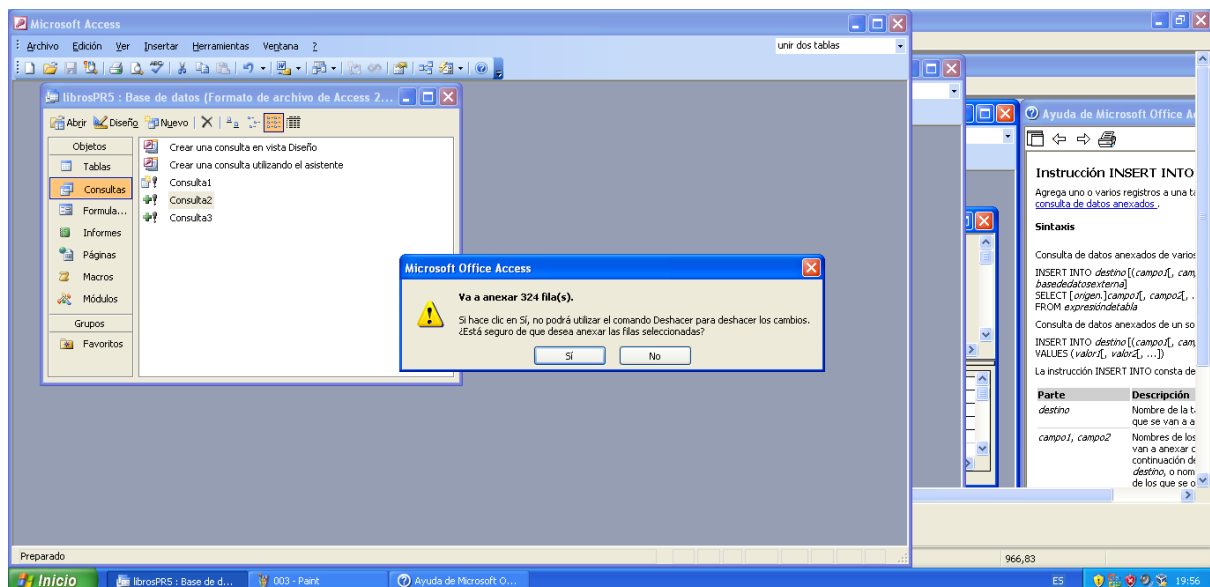 Microsoft Access
Archivo Edición Ver Insertar Herramientas Ventana ?
unir dos tablas
librosPR5 : Base de datos (Formato de archivo de Access 2...
Abrir Diseño Nuevo
Objetos
Tablas
Consultas
Formula...
Informes
Páginas
Macros
Módulos
Grupos
Favoritos
Crear una consulta en vista Diseño
Crear una consulta utilizando el asistente
Consulta1
Consulta2
Consulta3
Microsoft Office Access
Va a anexar 324 fila(s).
Si hace clic en Sí, no podrá utilizar el comando Deshacer para deshacer los cambios.
¿Está seguro de que desea anexar las filas seleccionadas?
Sí
No
Ayuda de Microsoft Office A
Instrucción INSERT INTO
Agrega uno o varios registros a una ta
consulta de datos anexados .
Sintaxis
Consulta de datos anexados de varios
INSERT INTO destino [(campo1[, cam
basededatosexterna]
SELECT [origen.]campo1[, campo2[, .
FROM expresióndetabla
Consulta de datos anexados de un so
INSERT INTO destino [(campo1[, cam
VALUES (valor1[, valor2[, ...])
La instrucción INSERT INTO consta de
Parte Descripción
destino Nombre de la t
que se van a a
campo1, campo2 Nombres de los
van a anexar c
continuación de
destino, o nom
de los que se o
Preparado
966,83
Inicio
librosPR5 : Base de d...
003 - Paint
Ayuda de Microsoft O...
ES
19:56